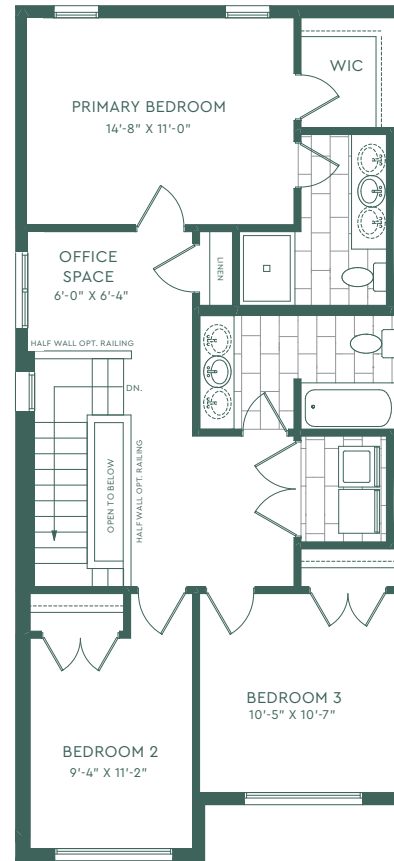 WIC
PRIMARY BEDROOM
14'-8" X 11'-0"
OFFICE
SPACE
6'-0" X 6'-4"
LINEN
HALF WALL OPT. RAILING
DN.
OPEN TO BELOW
HALF WALL OPT. RAILING
BEDROOM 3
10'-5" X 10'-7"
BEDROOM 2
9'-4" X 11'-2"